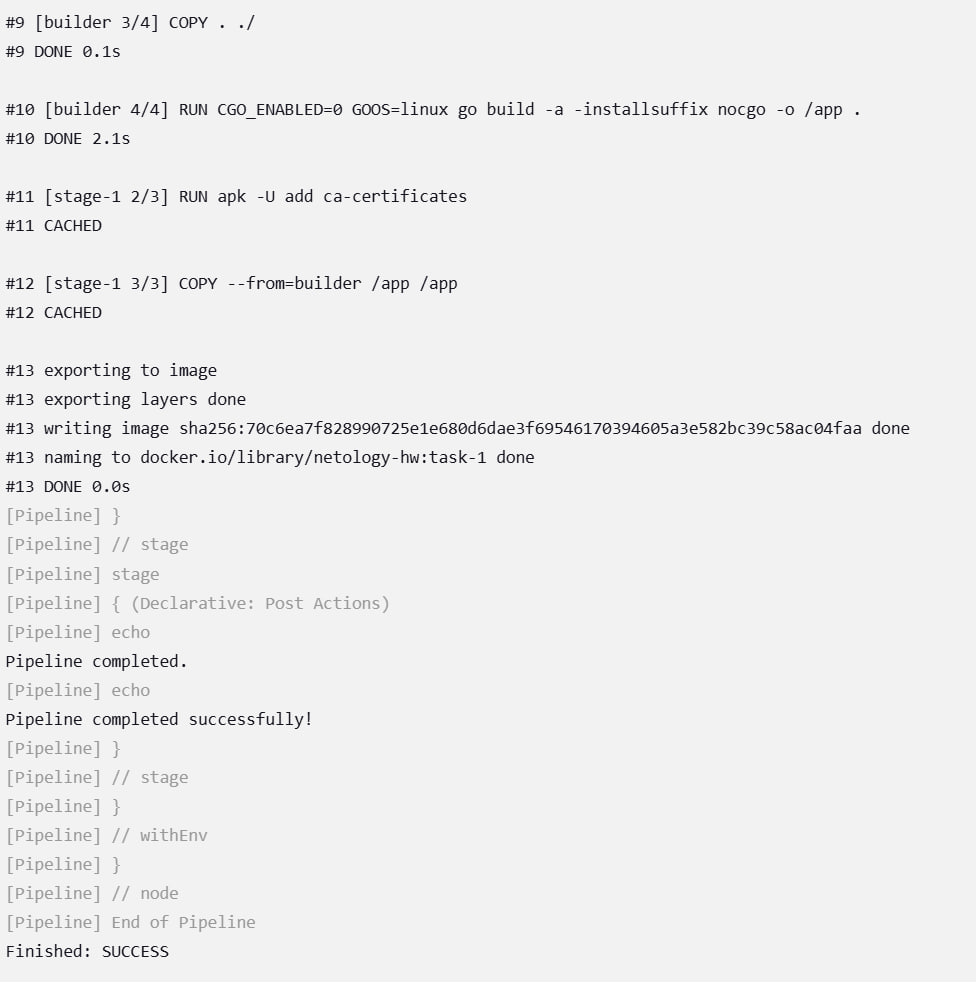 #9 [builder 3/4] COPY . ./
#9 DONE 0.1s
#10 [builder 4/4] RUN CGO_ENABLED=0 GOOS=linux go build -a -installsuffix nocgo -o /app .
#10 DONE 2.1s
#11 [stage-1 2/3] RUN apk -U add ca-certificates
#11 CACHED
#12 [stage-1 3/3] COPY --from=builder /app /app
#12 CACHED
#13 exporting to image
#13 exporting layers done
#13 writing image sha256:70c6ea7f828990725e1e680d6dae3f69546170394605a3e582bc39c58ac04faa done
#13 naming to docker.io/library/netology-hw:task-1 done
#13 DONE 0.0s
[Pipeline] }
[Pipeline] // stage
[Pipeline] stage
[Pipeline] { (Declarative: Post Actions)
[Pipeline] echo
Pipeline completed.
[Pipeline] echo
Pipeline completed successfully!
[Pipeline] }
[Pipeline] // stage
[Pipeline] }
[Pipeline] // withEnv
[Pipeline] }
[Pipeline] // node
[Pipeline] End of Pipeline
Finished: SUCCESS